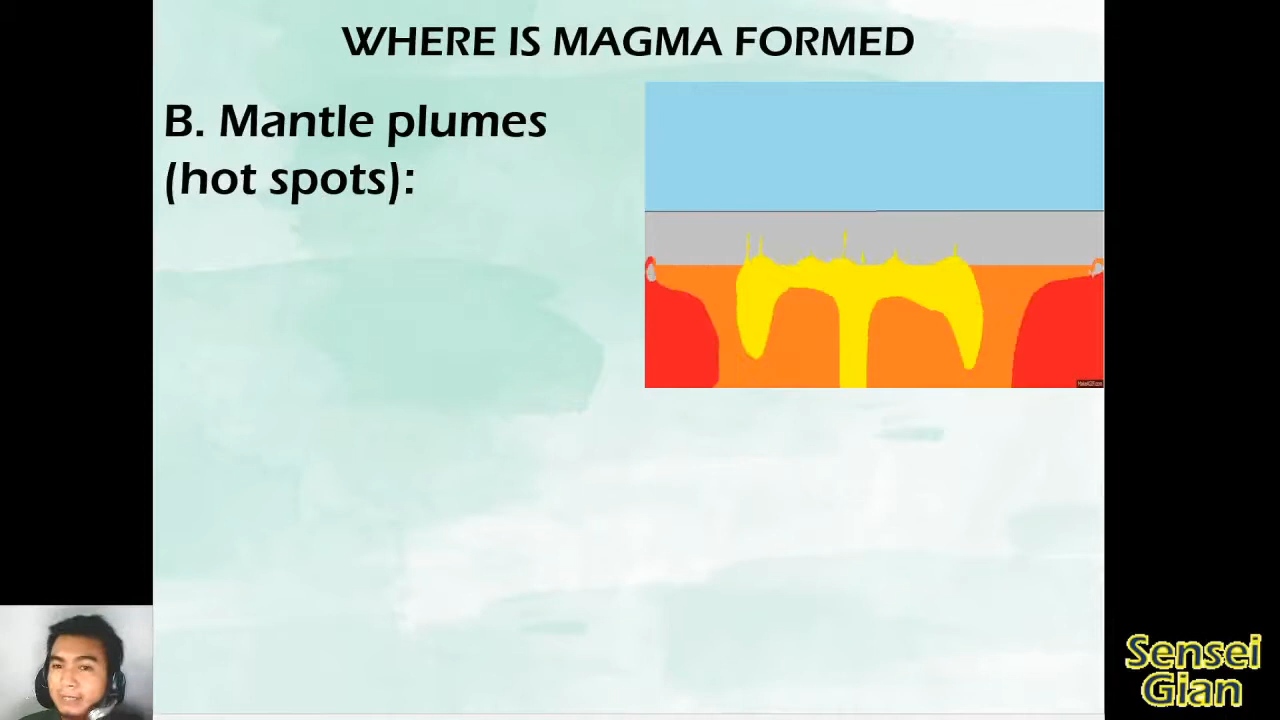 WHERE IS MAGMA FORMED
B. Mantle plumes
(hot spots):
Sensei
Gian